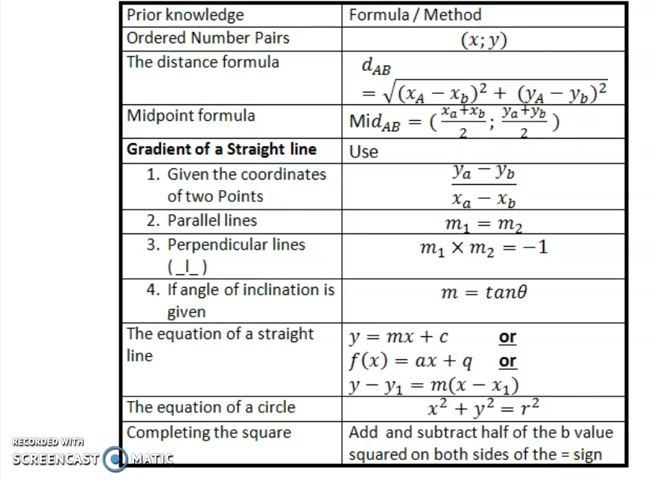 Prior knowledge
Formula / Method
Ordered Number Pairs
(x; y)
The distance formula
d_AB
= √((x_A − x_b)² + (y_A − y_b)²)
Midpoint formula
Mid_AB = ( (x_a+x_b)/2 ; (y_a+y_b)/2 )
Gradient of a Straight line
Use
1. Given the coordinates
of two Points
(y_a − y_b)/(x_a − x_b)
2. Parallel lines
m₁ = m₂
3. Perpendicular lines
(_|_)
m₁ × m₂ = −1
4. If angle of inclination is
given
m = tanθ
The equation of a straight
line
y = mx + c or
f(x) = ax + q or
y − y₁ = m(x − x₁)
The equation of a circle
x² + y² = r²
Completing the square
Add and subtract half of the b value
squared on both sides of the = sign
RECORDED WITH
SCREENCAST MATIC